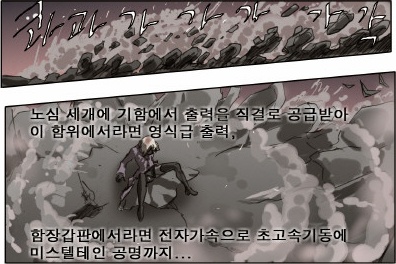 콰과가가가 가각
노심 세개에 기함에서 출력을 직결로 공급받아
이 함위에서라면 영식급 출력,
함장갑판에서라면 전자가속으로 초고속기동에
미스텔테인 공명까지...